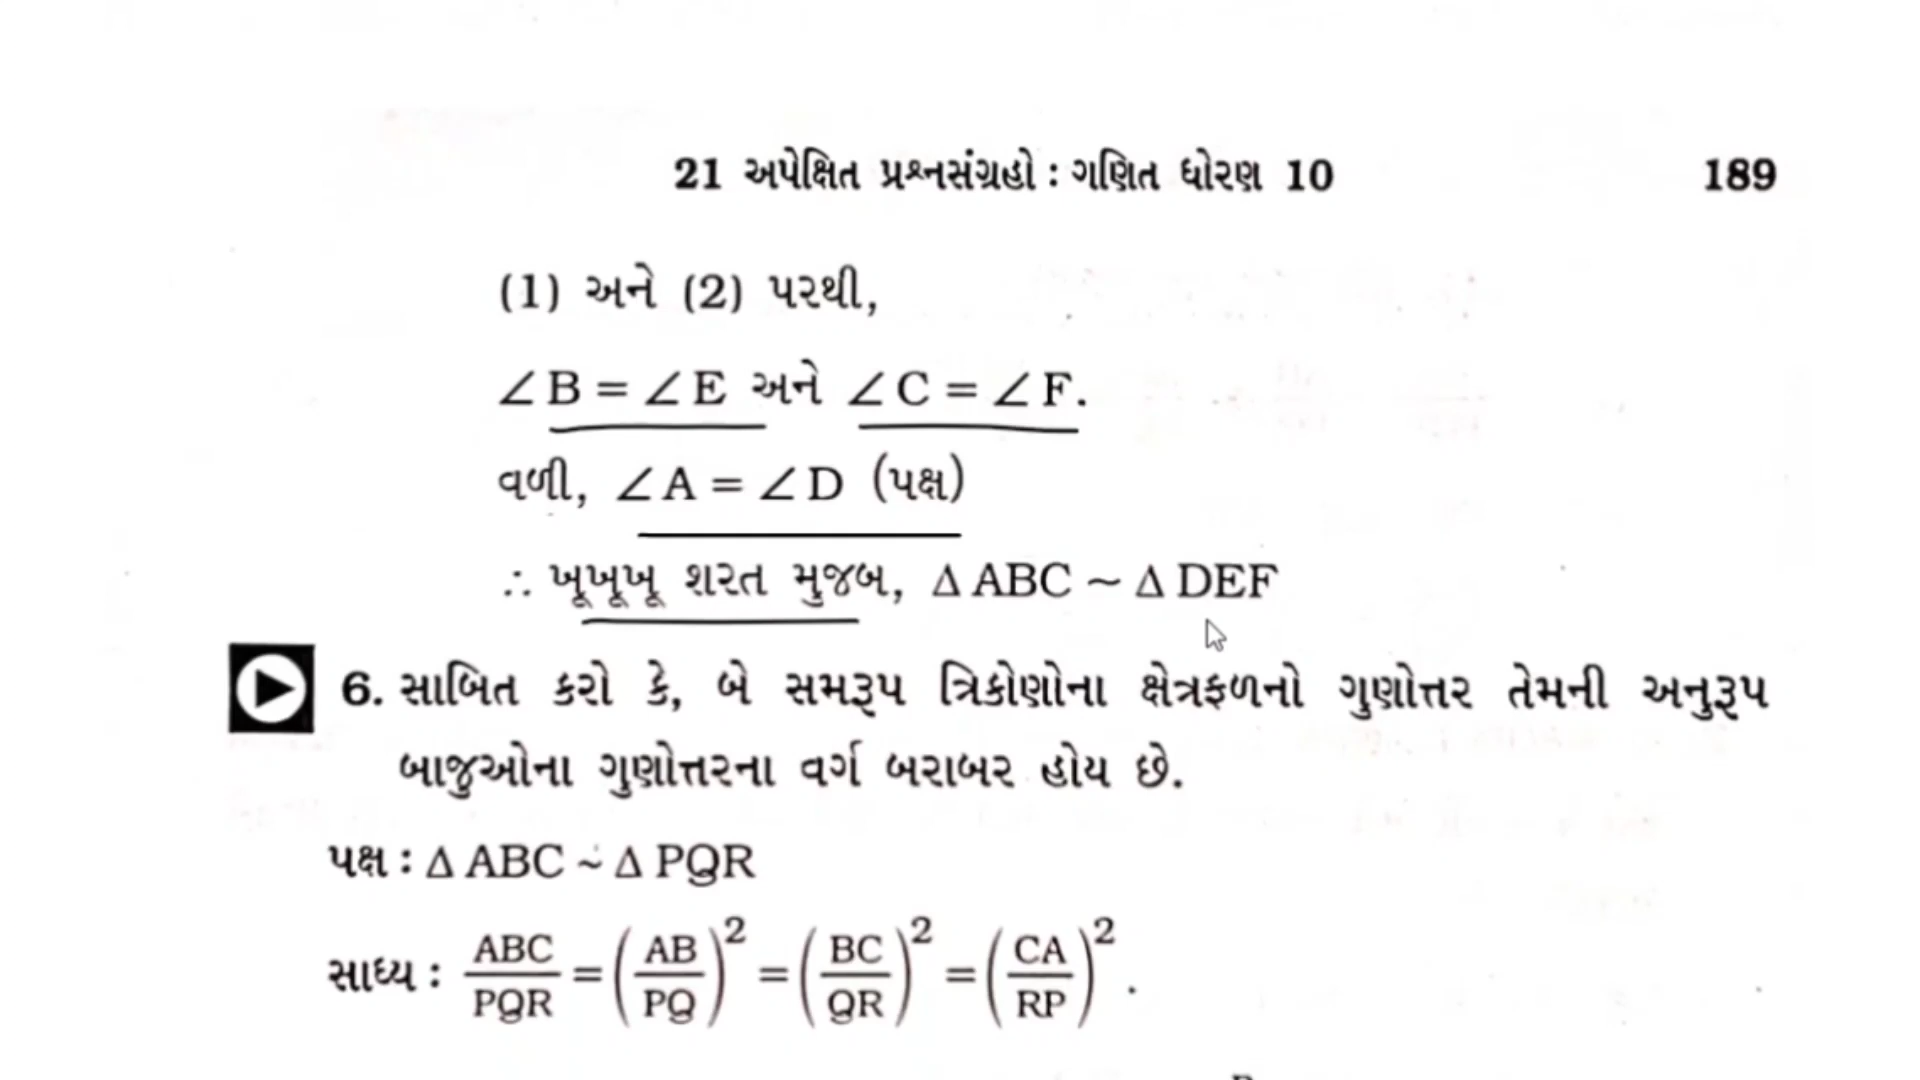 21 અપેક્ષિત પ્રશ્નસંગ્રહો : ગણિત ધોરણ 10 189
(1) અને (2) પરથી,
∠B = ∠E અને ∠C = ∠F.
વળી, ∠A = ∠D (પક્ષ)
∴ ખૂખૂખૂ શરત મુજબ, Δ ABC ~ Δ DEF
6. સાબિત કરો કે, બે સમરૂપ ત્રિકોણોના ક્ષેત્રફળનો ગુણોત્તર તેમની અનુરૂપ
બાજુઓના ગુણોત્તરના વર્ગ બરાબર હોય છે.
પક્ષ : Δ ABC ~ Δ PQR
સાધ્ય : ABC/PQR = (AB/PQ)² = (BC/QR)² = (CA/RP)² .